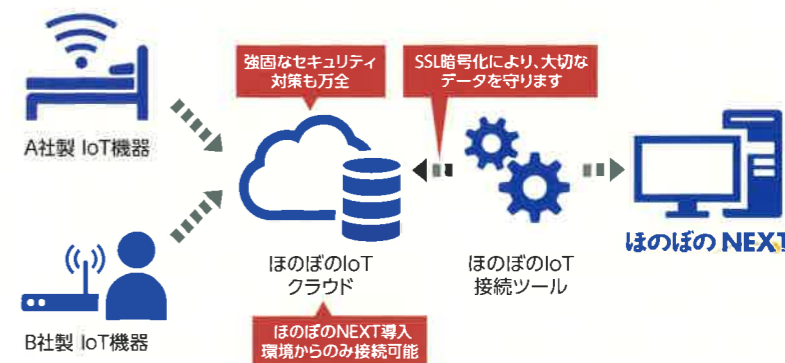 強固なセキュリティ
対策も万全
SSL暗号化により、大切な
データを守ります
A社製 IoT機器
ほのぼのIoT
クラウド
ほのぼのIoT
接続ツール
ほのぼの NEXT
B社製 IoT機器
ほのぼのNEXT導入
環境からのみ接続可能